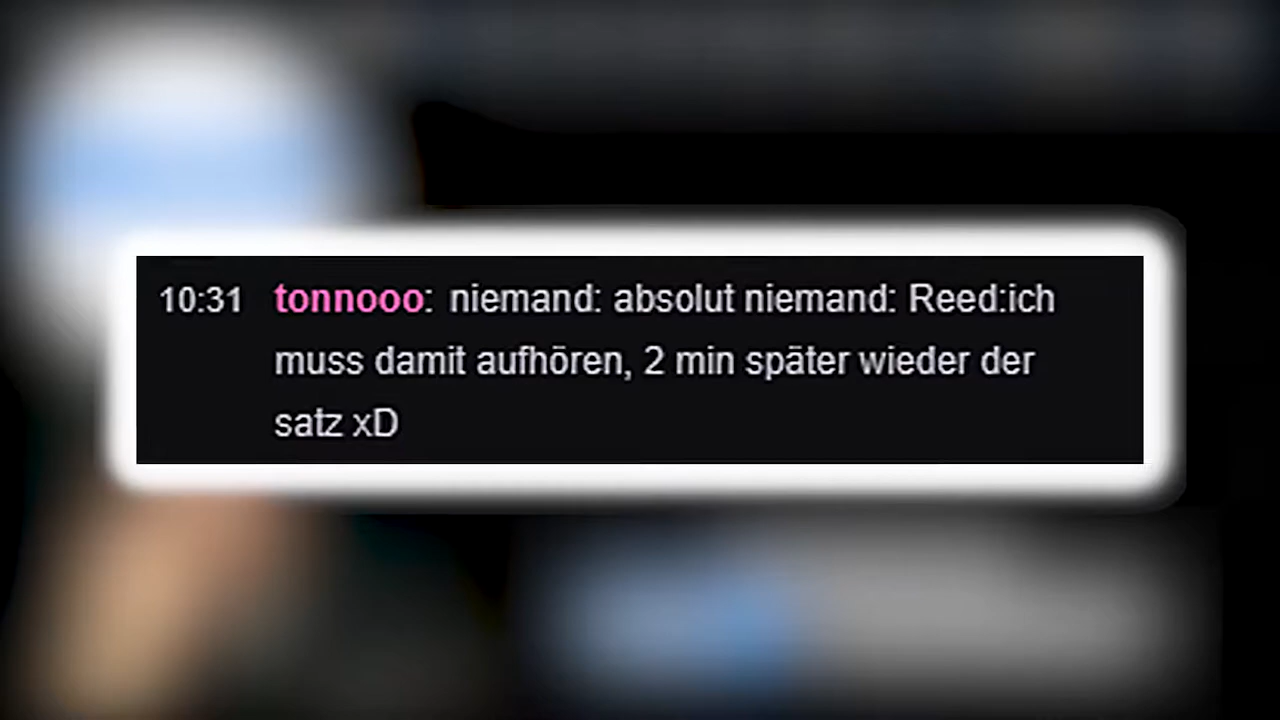 10:31 tonnooo: niemand: absolut niemand: Reed:ich
muss damit aufhören, 2 min später wieder der
satz xD